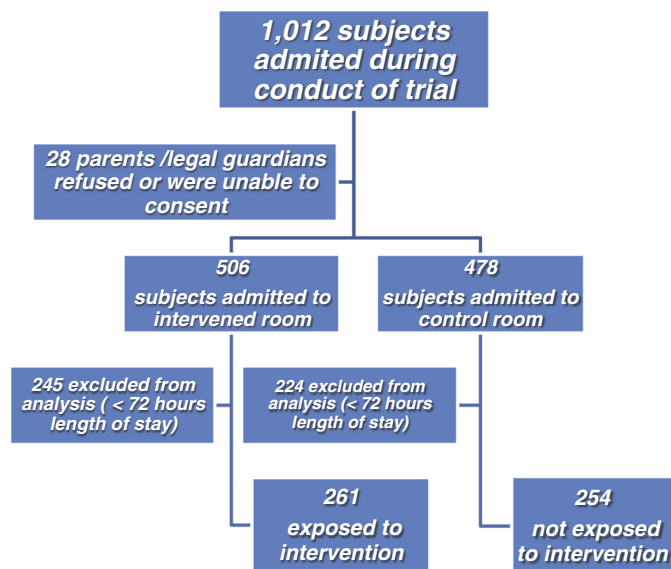 1,012 subjects
admited during
conduct of trial
28 parents /legal guardians
refused or were unable to
consent
506
subjects admitted to
intervened room
478
subjects admitted to
control room
245 excluded from
analysis ( < 72 hours
length of stay)
224 excluded from
analysis (< 72 hours
length of stay)
261
exposed to
intervention
254
not exposed
to intervention